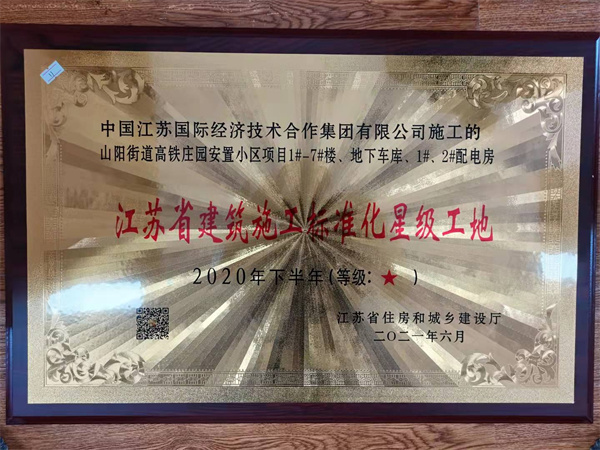 中国江苏国际经济技术合作集团有限公司施工的
山阳街道高铁庄园安置小区项目1#-7#楼、地下车库、1#、2#配电房
江苏省建筑施工标准化星级工地
2020年下半年(等级: ★ )
江苏省住房和城乡建设厅
二〇二一年六月